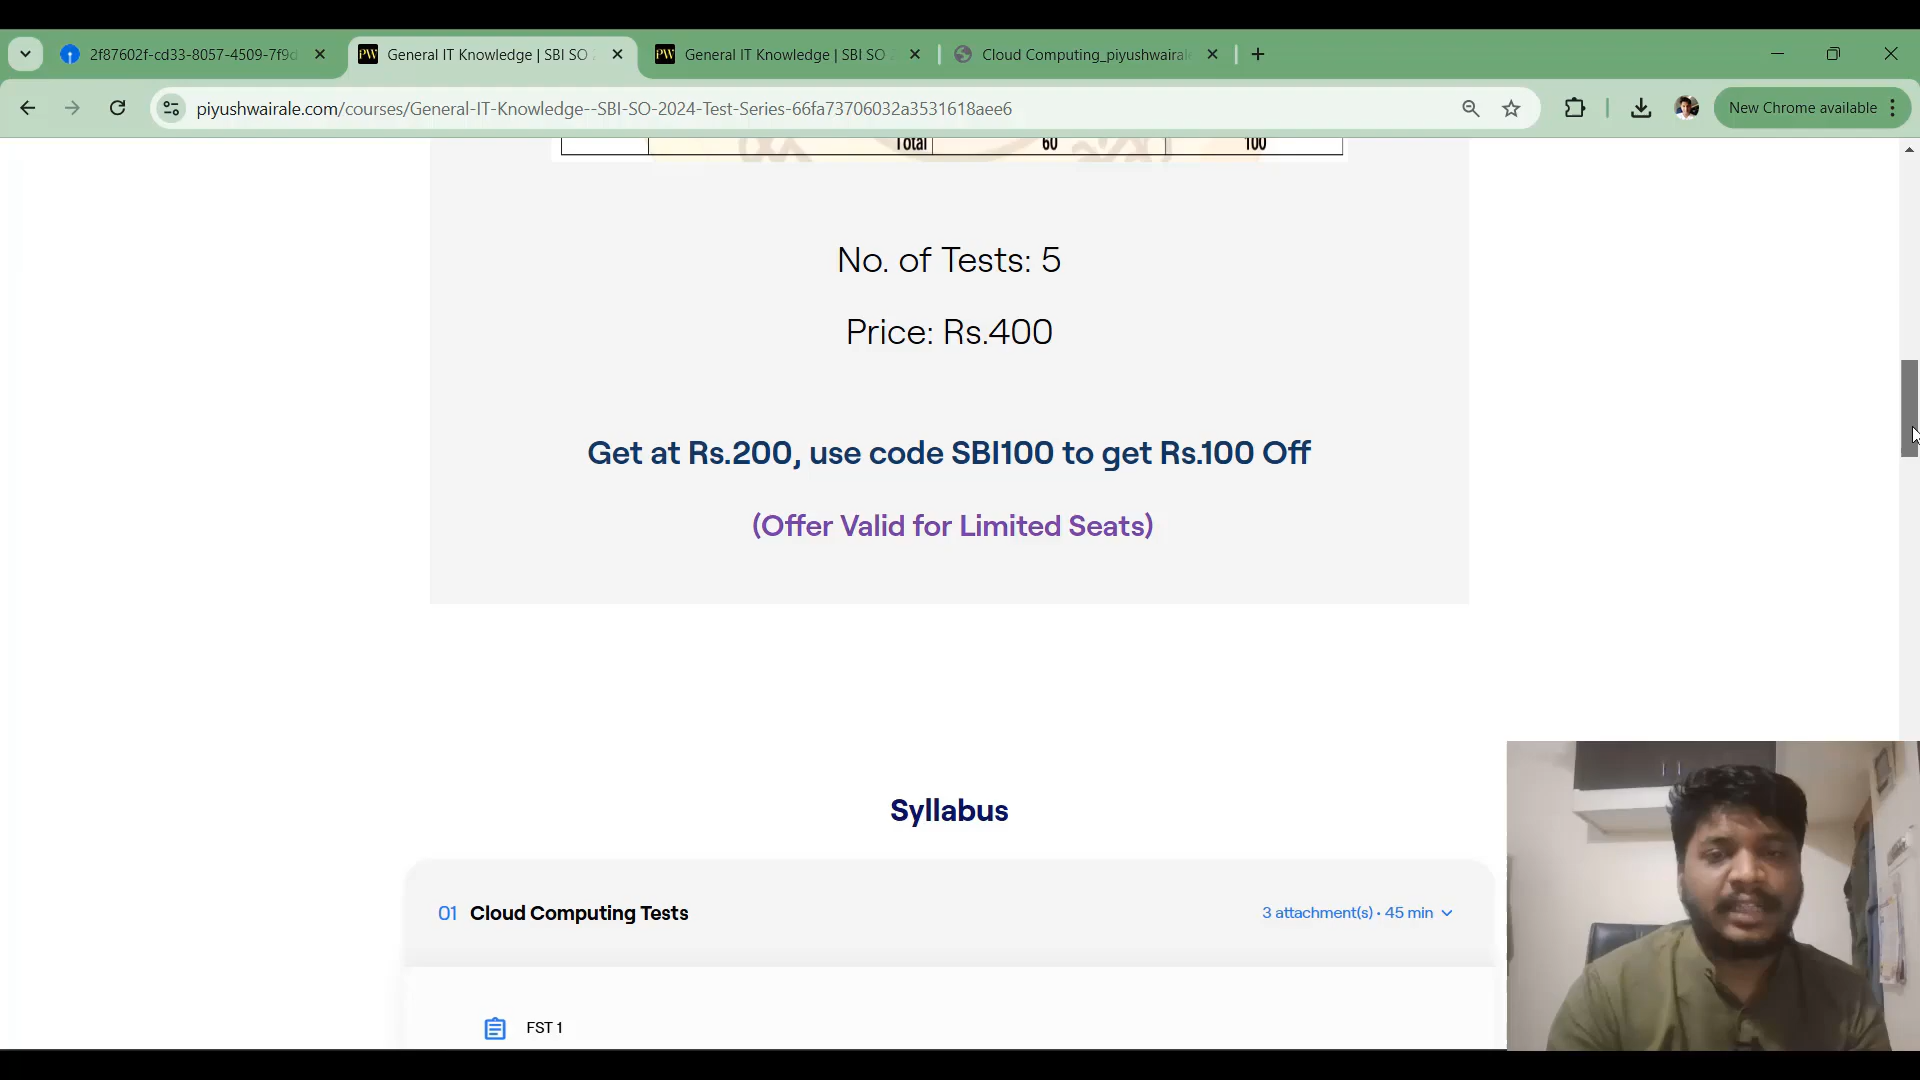 2f87602f-cd33-8057-4509-7f9d
General IT Knowledge | SBI SO
General IT Knowledge | SBI SO
Cloud Computing_piyushwairal
piyushwairale.com/courses/General-IT-Knowledge--SBI-SO-2024-Test-Series-66fa73706032a3531618aee6
New Chrome available
Total 60 100
No. of Tests: 5
Price: Rs.400
Get at Rs.200, use code SBI100 to get Rs.100 Off
(Offer Valid for Limited Seats)
Syllabus
01 Cloud Computing Tests
3 attachment(s) • 45 min
FST 1